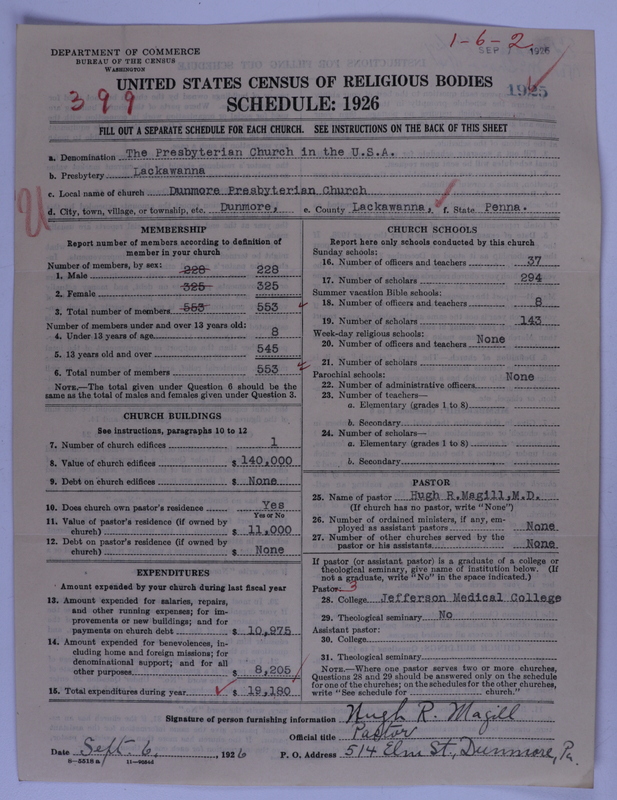 DEPARTMENT OF COMMERCE
BUREAU OF THE CENSUS
WASHINGTON
1-6-2
SEP 1926
UNITED STATES CENSUS OF RELIGIOUS BODIES
1925
399
SCHEDULE: 1926
FILL OUT A SEPARATE SCHEDULE FOR EACH CHURCH. SEE INSTRUCTIONS ON THE BACK OF THIS SHEET
a. Denomination The Presbyterian Church in the U.S.A.
b. Presbytery Lackawanna
c. Local name of church Dunmore Presbyterian Church
d. City, town, village, or township, etc. Dunmore, e. County Lackawanna, f. State Penna.
MEMBERSHIP
Report number of members according to definition of
member in your church
Number of members, by sex:
1. Male 228 228
2. Female 325 325
3. Total number of members 553 553
Number of members under and over 13 years old:
4. Under 13 years of age 8
5. 13 years old and over 545
6. Total number of members 553
NOTE.—The total given under Question 6 should be the
same as the total of males and females given under Question 3.
CHURCH BUILDINGS
See instructions, paragraphs 10 to 12
7. Number of church edifices 1
8. Value of church edifices $ 140,000
9. Debt on church edifices $ None
10. Does church own pastor's residence Yes
Yes or No
11. Value of pastor's residence (if owned by
church) $ 11,000
12. Debt on pastor's residence (if owned by
church) $ None
EXPENDITURES
Amount expended by your church during last fiscal year
13. Amount expended for salaries, repairs,
and other running expenses; for im-
provements or new buildings; and for
payments on church debt $ 10,975
14. Amount expended for benevolences, in-
cluding home and foreign missions; for
denominational support; and for all
other purposes $ 8,205
15. Total expenditures during year $ 19,180
CHURCH SCHOOLS
Report here only schools conducted by this church
Sunday schools:
16. Number of officers and teachers 37
17. Number of scholars 294
Summer vacation Bible schools:
18. Number of officers and teachers 8
19. Number of scholars 143
Week-day religious schools:
20. Number of officers and teachers None
21. Number of scholars
Parochial schools: None
22. Number of administrative officers
23. Number of teachers—
a. Elementary (grades 1 to 8)
b. Secondary
24. Number of scholars—
a. Elementary (grades 1 to 8)
b. Secondary
PASTOR
25. Name of pastor Hugh R.Magill,M.D.
(If church has no pastor, write "None")
26. Number of ordained ministers, if any, em-
ployed as assistant pastors None
27. Number of other churches served by the
pastor or his assistants None
If pastor (or assistant pastor) is a graduate of a college or
theological seminary, give name of institution below. (If
not a graduate, write "No" in the space indicated.)
Pastor: 3
28. College Jefferson Medical College
29. Theological seminary No
Assistant pastor:
30. College
31. Theological seminary
NOTE.—Where one pastor serves two or more churches,
Questions 28 and 29 should be answered only on the schedule
for one of the churches; on the schedules for the other churches,
write "See schedule for church."
Signature of person furnishing information Hugh R. Magill
Official title Pastor
Date Sept. 6, 1926 P. O. Address 514 Elm St., Dunmore, Pa.